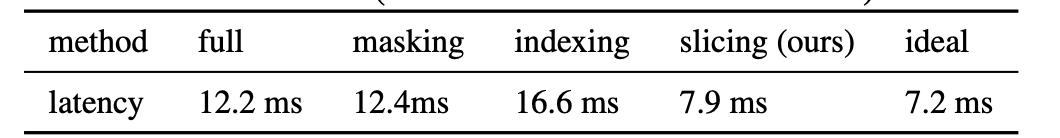 method full masking indexing slicing (ours) ideal
latency 12.2 ms 12.4ms 16.6 ms 7.9 ms 7.2 ms